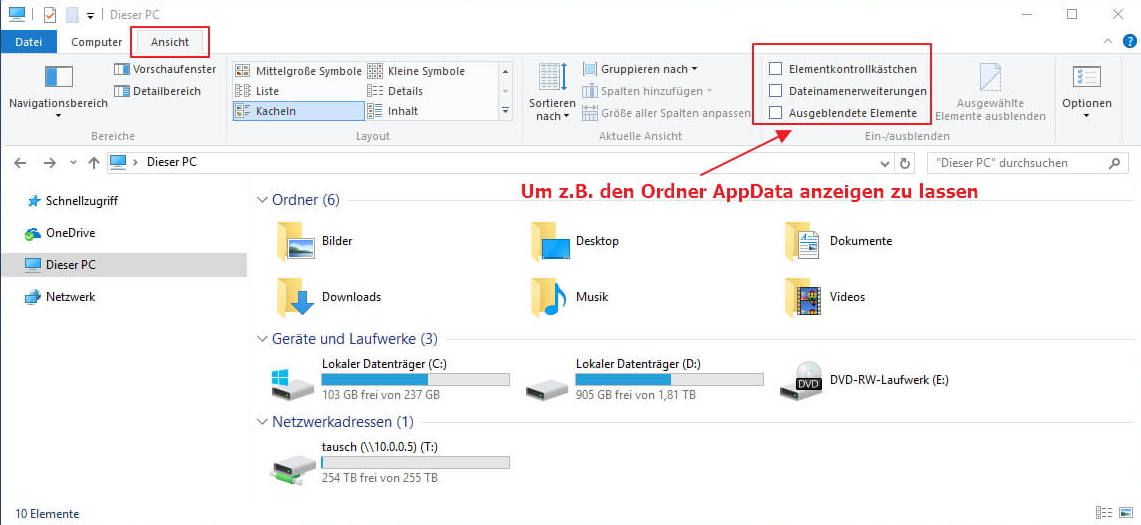 Dieser PC
Datei Computer Ansicht
Navigationsbereich
Vorschaufenster
Detailbereich
Bereiche
Mittelgroße Symbole Kleine Symbole
Liste Details
Kacheln Inhalt
Layout
Sortieren nach
Gruppieren nach
Spalten hinzufügen
Größe aller Spalten anpassen
Aktuelle Ansicht
Elementkontrollkästchen
Dateinamenerweiterungen
Ausgeblendete Elemente
Ausgewählte
Elemente ausblenden
Ein-/ausblenden
Optionen
Dieser PC
"Dieser PC" durchsuchen
Um z.B. den Ordner AppData anzeigen zu lassen
Schnellzugriff
OneDrive
Dieser PC
Netzwerk
Ordner (6)
Bilder Desktop Dokumente
Downloads Musik Videos
Geräte und Laufwerke (3)
Lokaler Datenträger (C:)
103 GB frei von 237 GB
Lokaler Datenträger (D:)
905 GB frei von 1,81 TB
DVD
DVD-RW-Laufwerk (E:)
Netzwerkadressen (1)
tausch (\\10.0.0.5) (T:)
254 TB frei von 255 TB
10 Elemente